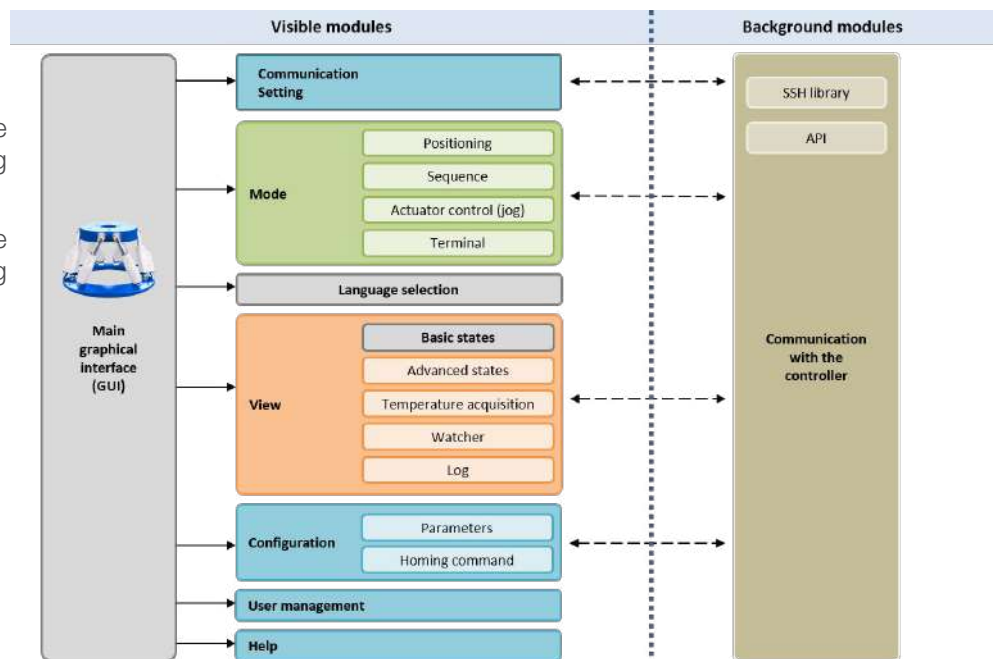 Visible modules
Background modules
e
g
e
g
Main
graphical
interface
(GUI)
Communication
Setting
Mode
Positioning
Sequence
Actuator control (jog)
Terminal
Language selection
View
Basic states
Advanced states
Temperature acquisition
Watcher
Log
Configuration
Parameters
Homing command
User management
Help
SSH library
API
Communication
with the
controller